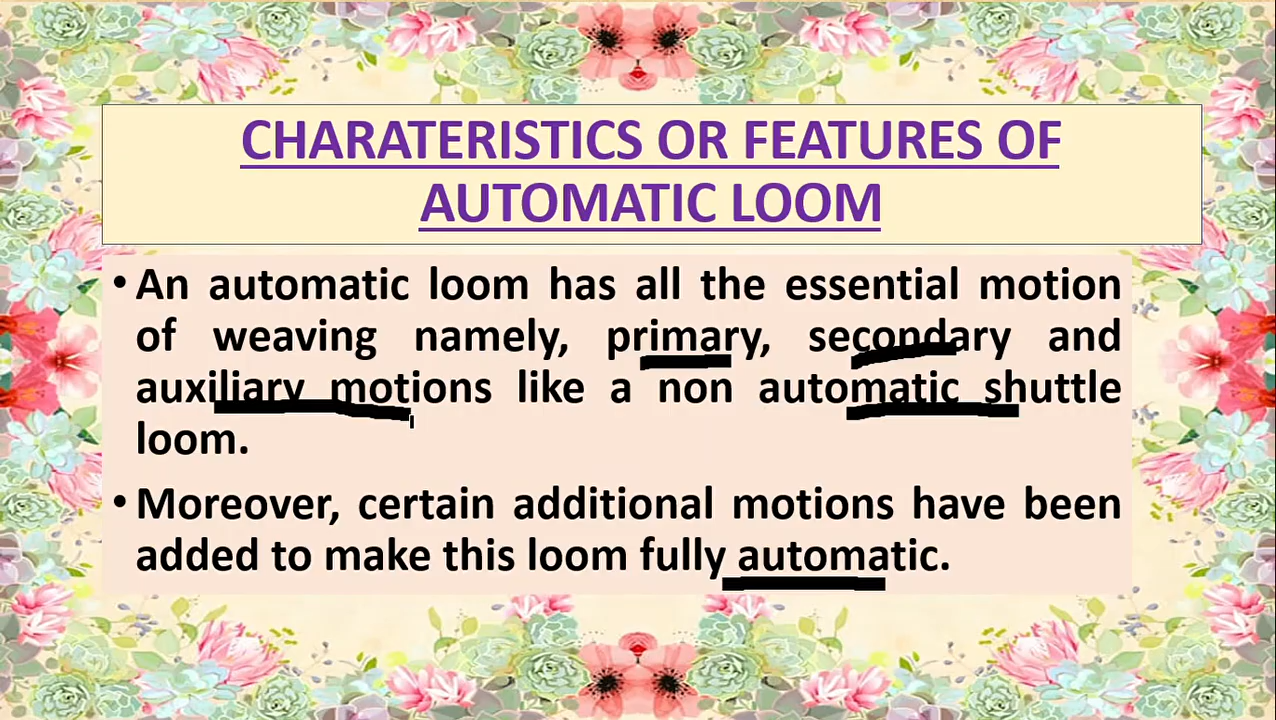 CHARATERISTICS OR FEATURES OF
AUTOMATIC LOOM
• An automatic loom has all the essential motion
of weaving namely, primary, secondary and
auxiliary motions like a non automatic shuttle
loom.
• Moreover, certain additional motions have been
added to make this loom fully automatic.